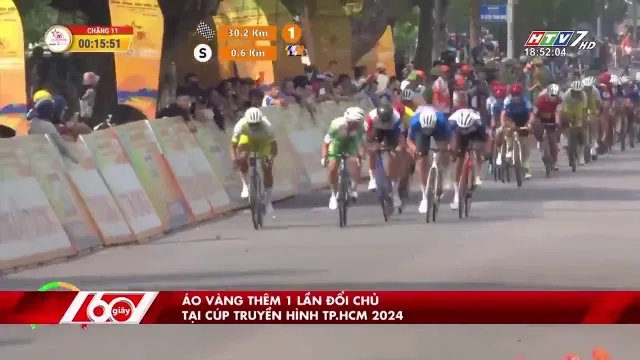 CHẶNG 11
00:15:51
30.2 Km
1
S
0.6 Km
HTV7 HD
18:52:04
60 giây
ÁO VÀNG THÊM 1 LẦN ĐỔI CHỦ
TẠI CÚP TRUYỀN HÌNH TP.HCM 2024